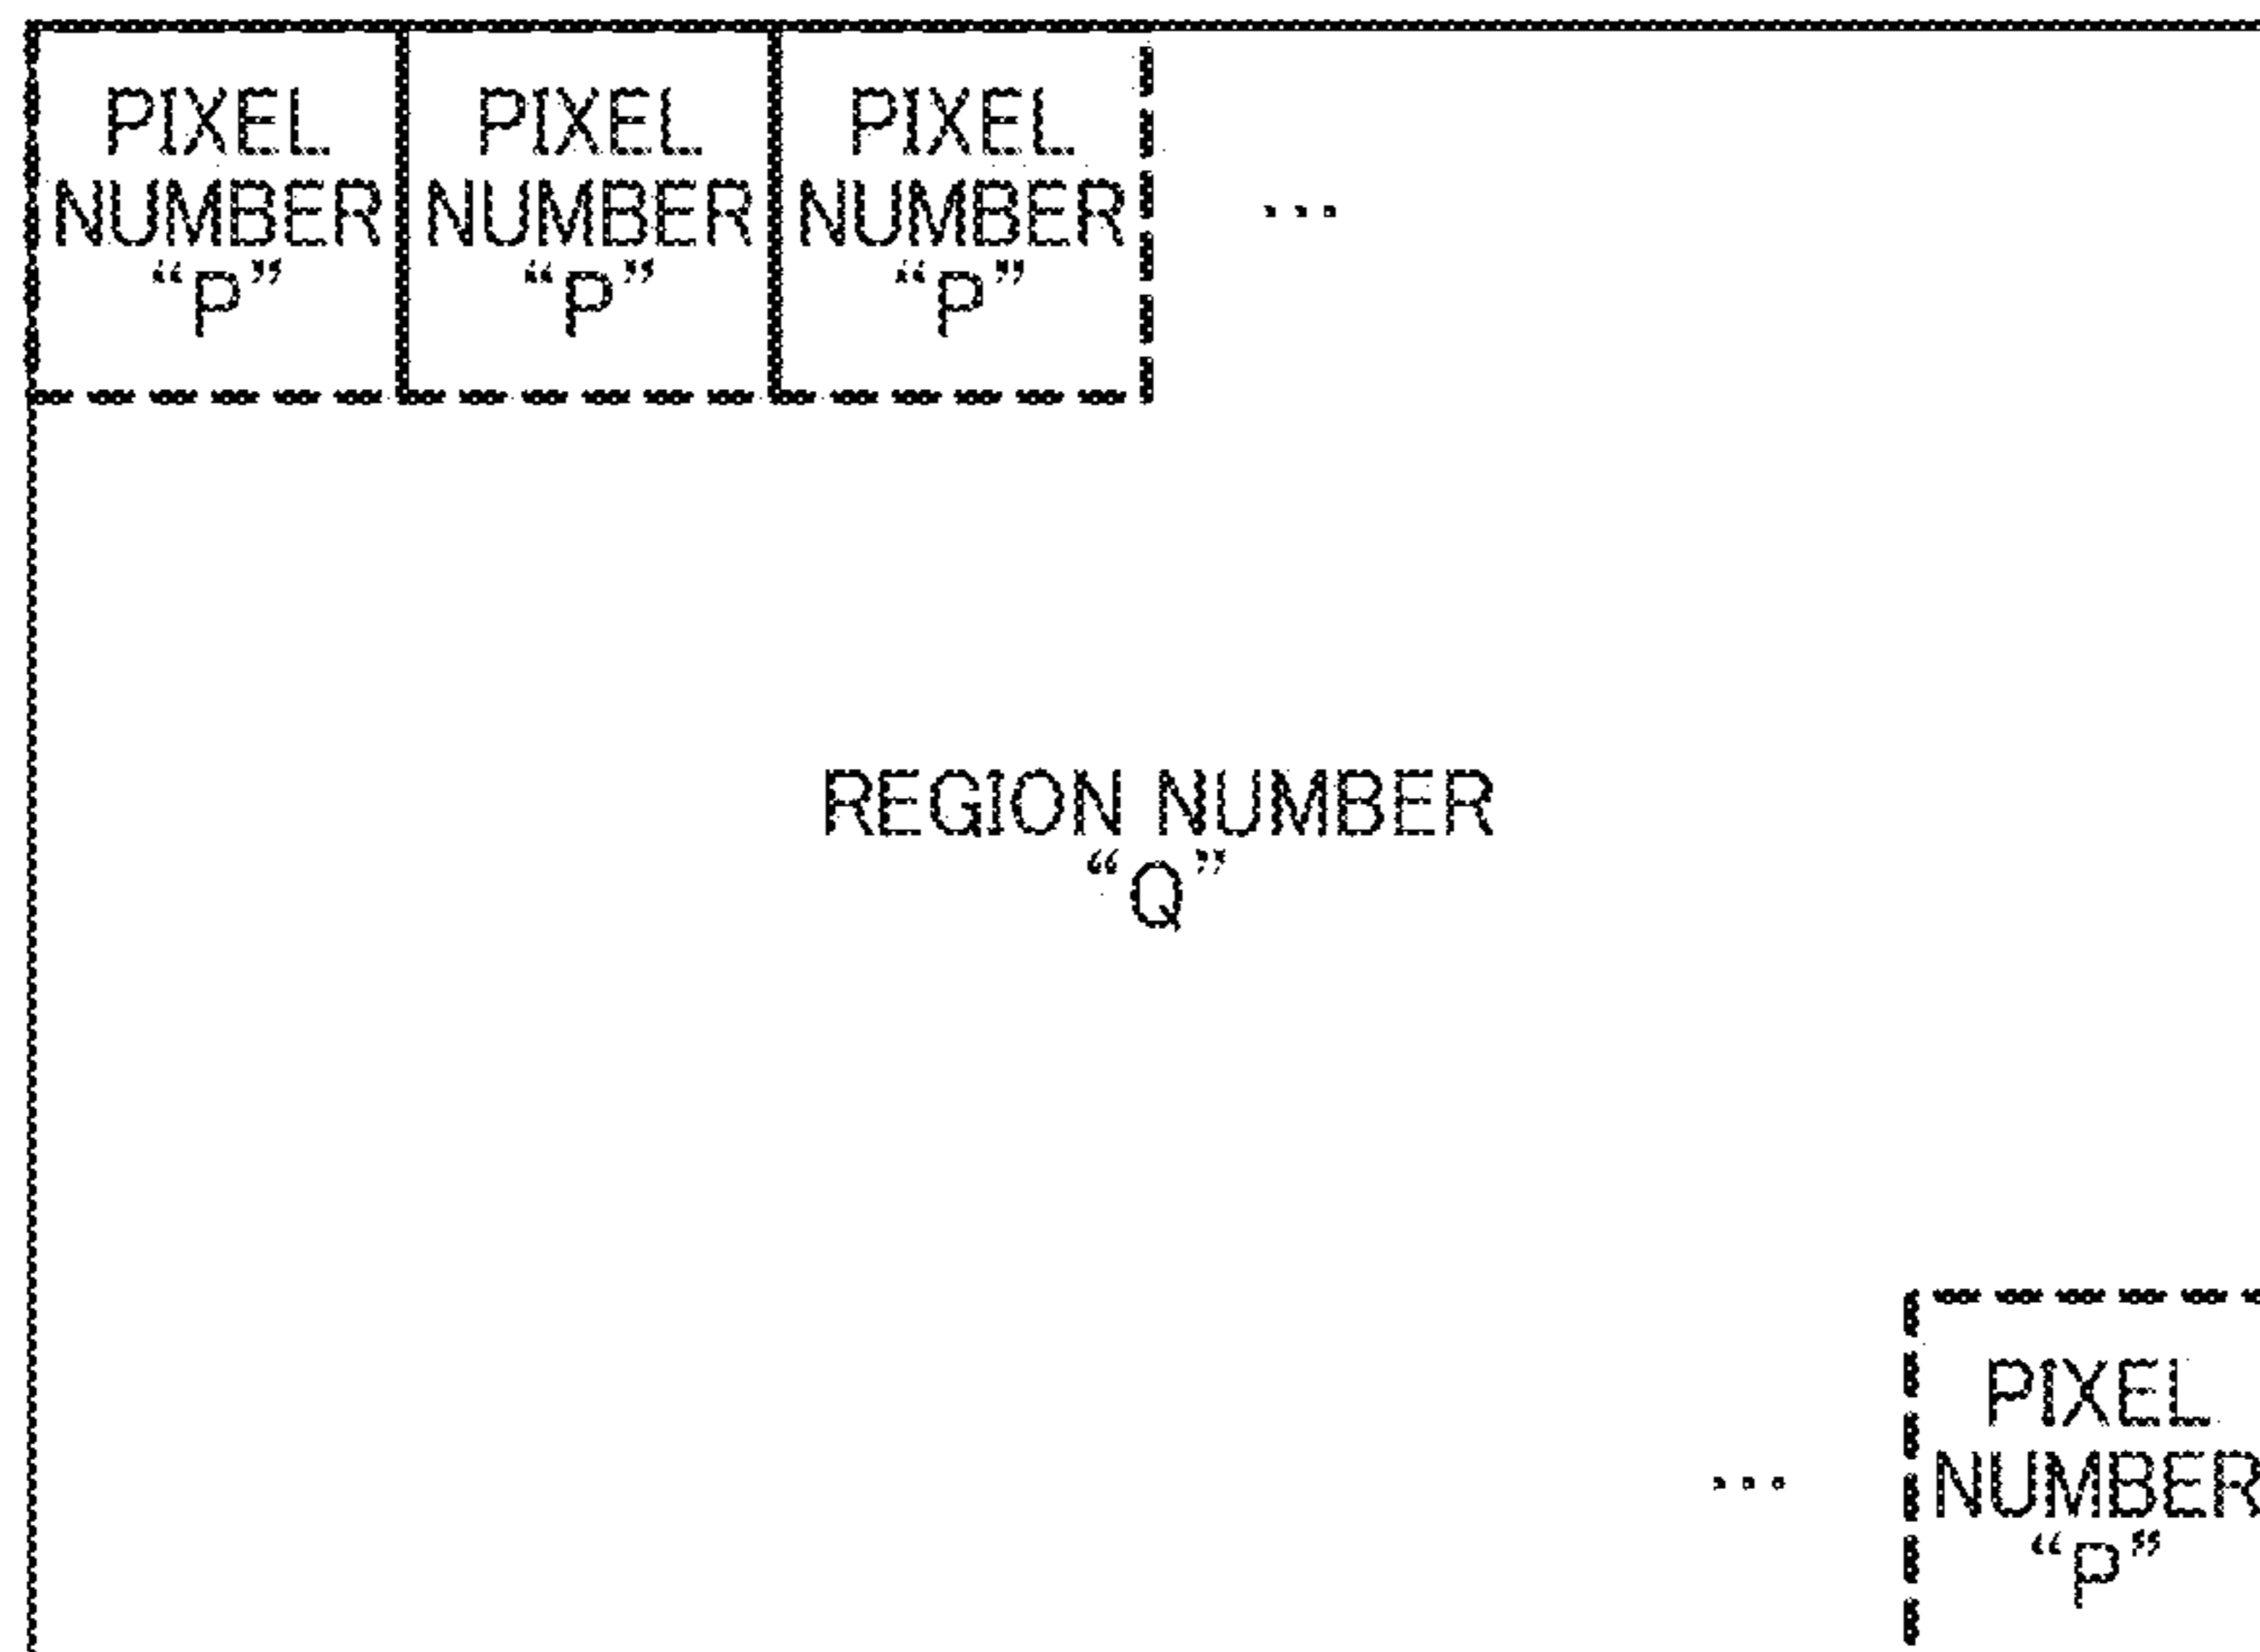 PIXEL
NUMBER
“P”
PIXEL
NUMBER
“P”
PIXEL
NUMBER
“P”
...
REGION NUMBER
“Q”
...
PIXEL
NUMBER
“P”